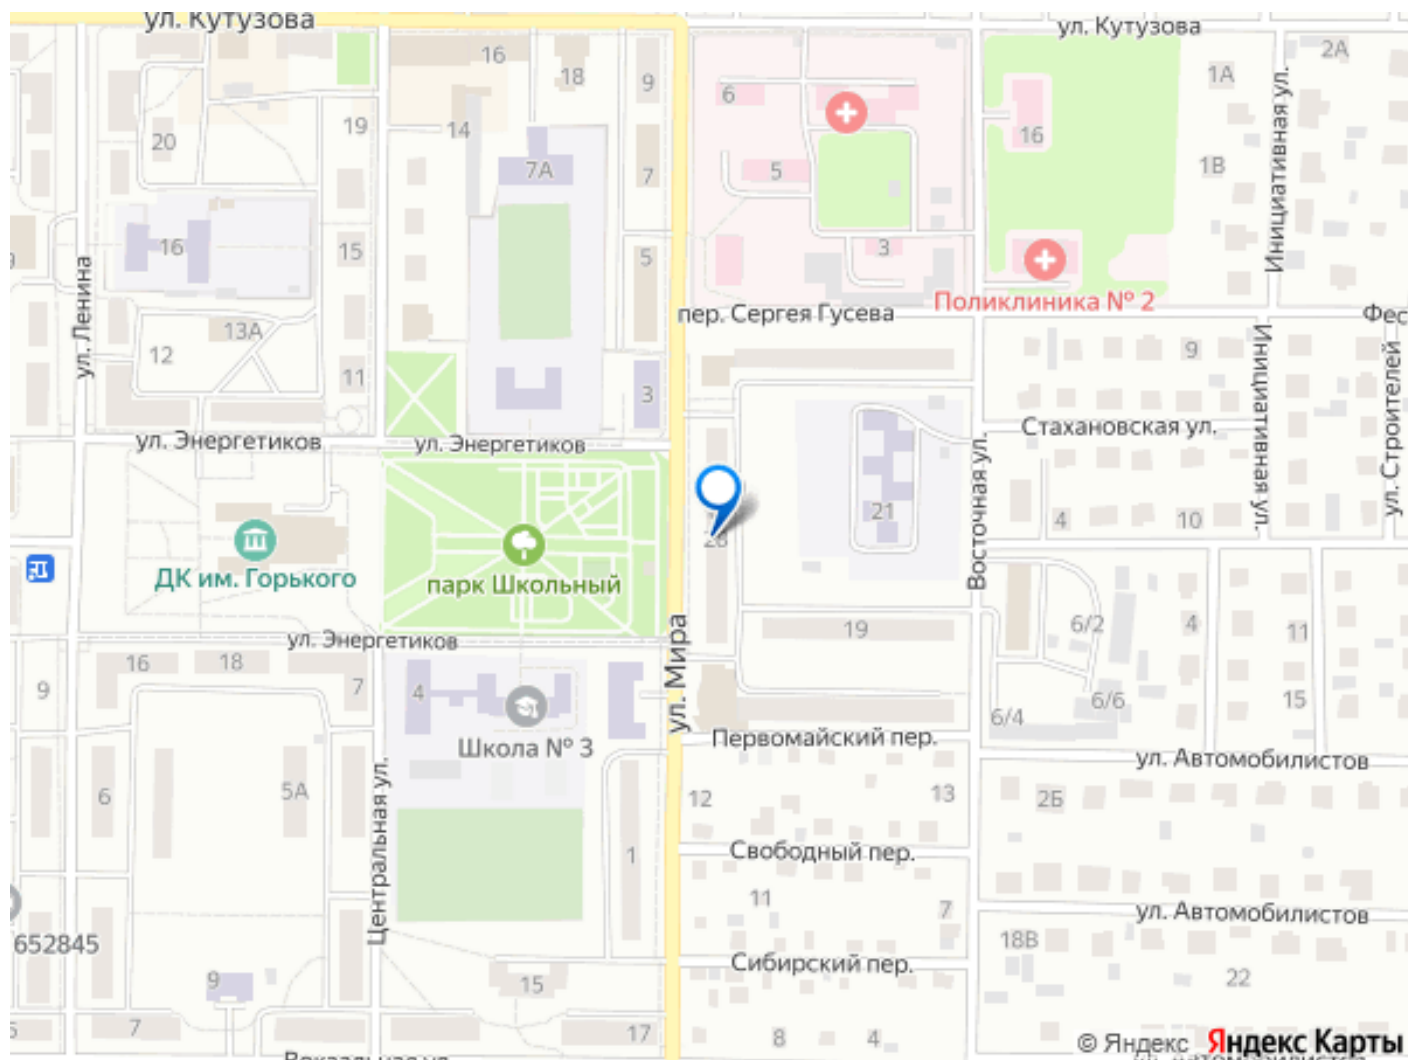 ул. Кутузова
ул. Кутузова
16
18
9
6
16
1А
2А
Инициативная ул.
20
19
14
7А
7
5
1В
16
15
5
3
Поликлиника № 2
ул. Ленина
пер. Сергея Гусева
Фес
13А
12
11
3
9
Инициативная ул.
ул. Строителей
ул. Энергетиков
ул. Энергетиков
Стахановская ул.
Восточная ул.
21
4
10
ДК им. Горького
парк Школьный
ул. Энергетиков
ул. Мира
19
6/2
4
11
16
18
7
9
4
6/6
15
6/4
Школа № 3
Первомайский пер.
ул. Автомобилистов
6
5А
Центральная ул.
12
13
2Б
1
Свободный пер.
11
7
ул. Автомобилистов
652845
18В
9
15
Сибирский пер.
22
7
17
8
4
© Яндекс Яндекс Карты